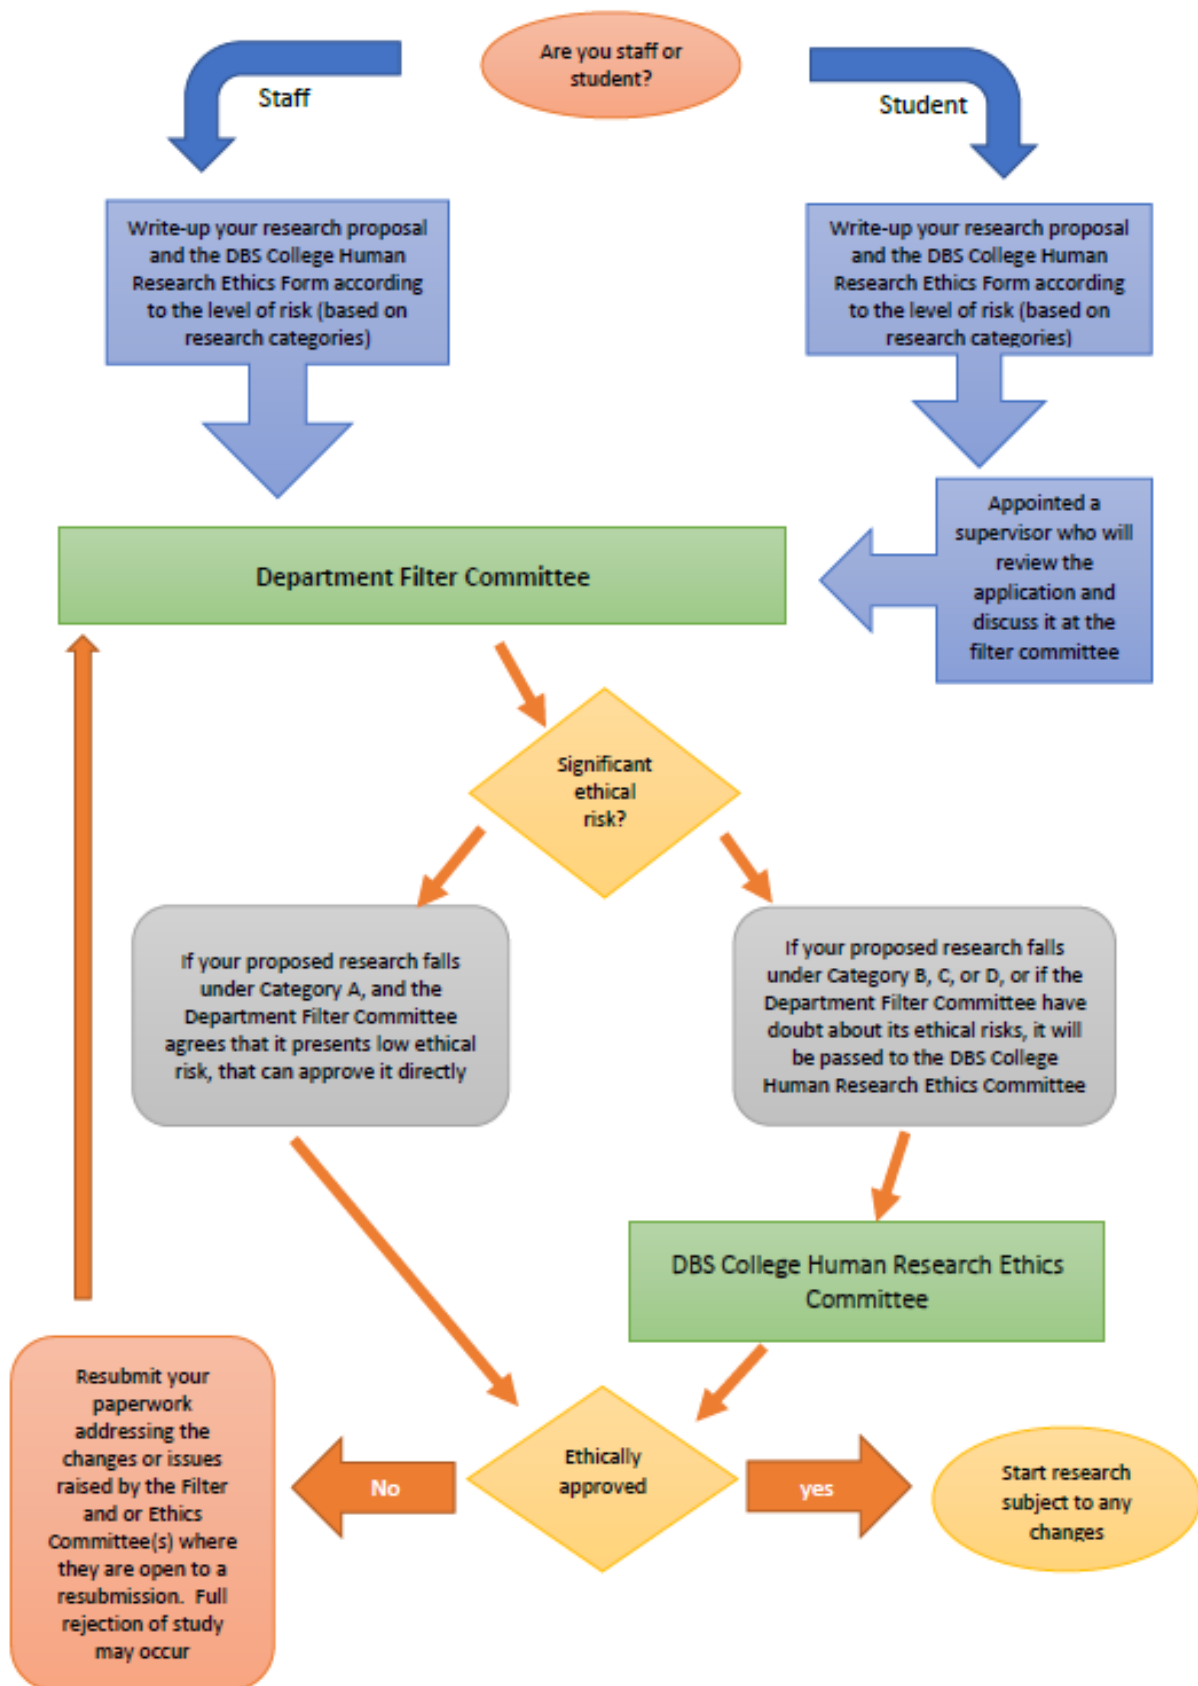 Are you staff or
student?
Staff
Student
Write-up your research proposal
and the DBS College Human
Research Ethics Form according
to the level of risk (based on
research categories)
Write-up your research proposal
and the DBS College Human
Research Ethics Form according
to the level of risk (based on
research categories)
Appointed a
supervisor who will
review the
application and
discuss it at the
filter committee
Department Filter Committee
Significant
ethical
risk?
If your proposed research falls
under Category A, and the
Department Filter Committee
agrees that it presents low ethical
risk, that can approve it directly
If your proposed research falls
under Category B, C, or D, or if the
Department Filter Committee have
doubt about its ethical risks, it will
be passed to the DBS College
Human Research Ethics Committee
DBS College Human Research Ethics
Committee
Ethically
approved
No
yes
Resubmit your
paperwork
addressing the
changes or issues
raised by the Filter
and or Ethics
Committee(s) where
they are open to a
resubmission.  Full
rejection of study
may occur
Start research
subject to any
changes